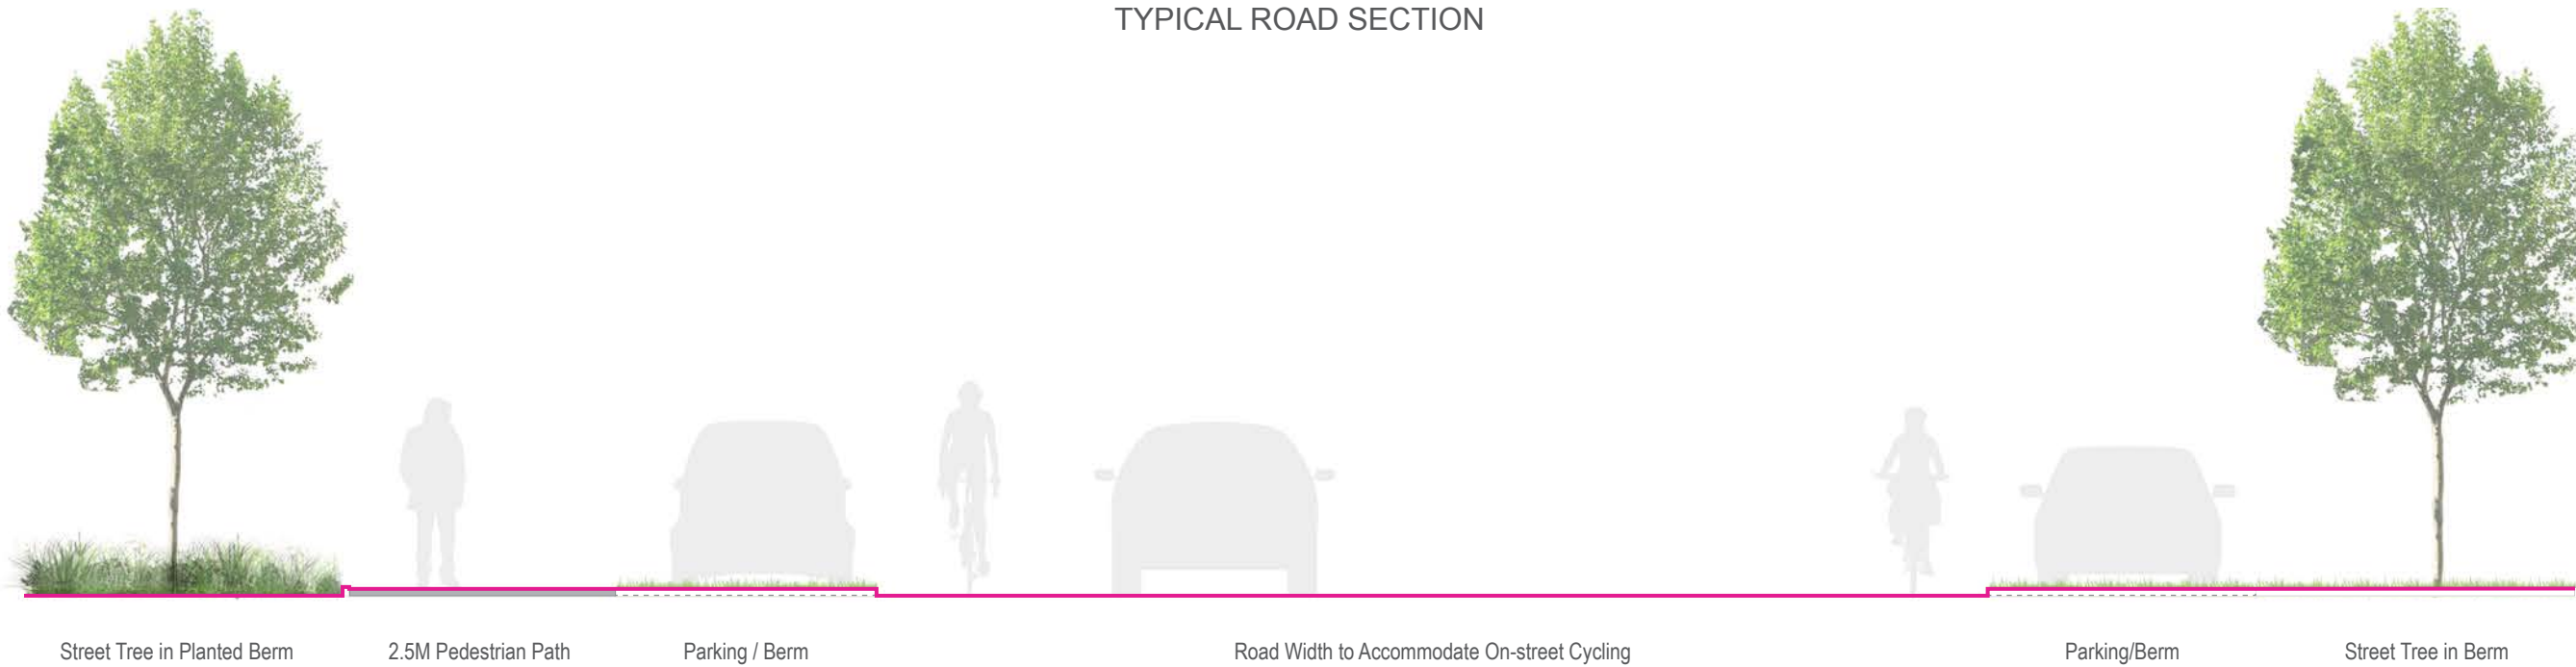 TYPICAL ROAD SECTION
Street Tree in Planted Berm
2.5M Pedestrian Path
Parking / Berm
Road Width to Accommodate On-street Cycling
Parking/Berm
Street Tree in Berm